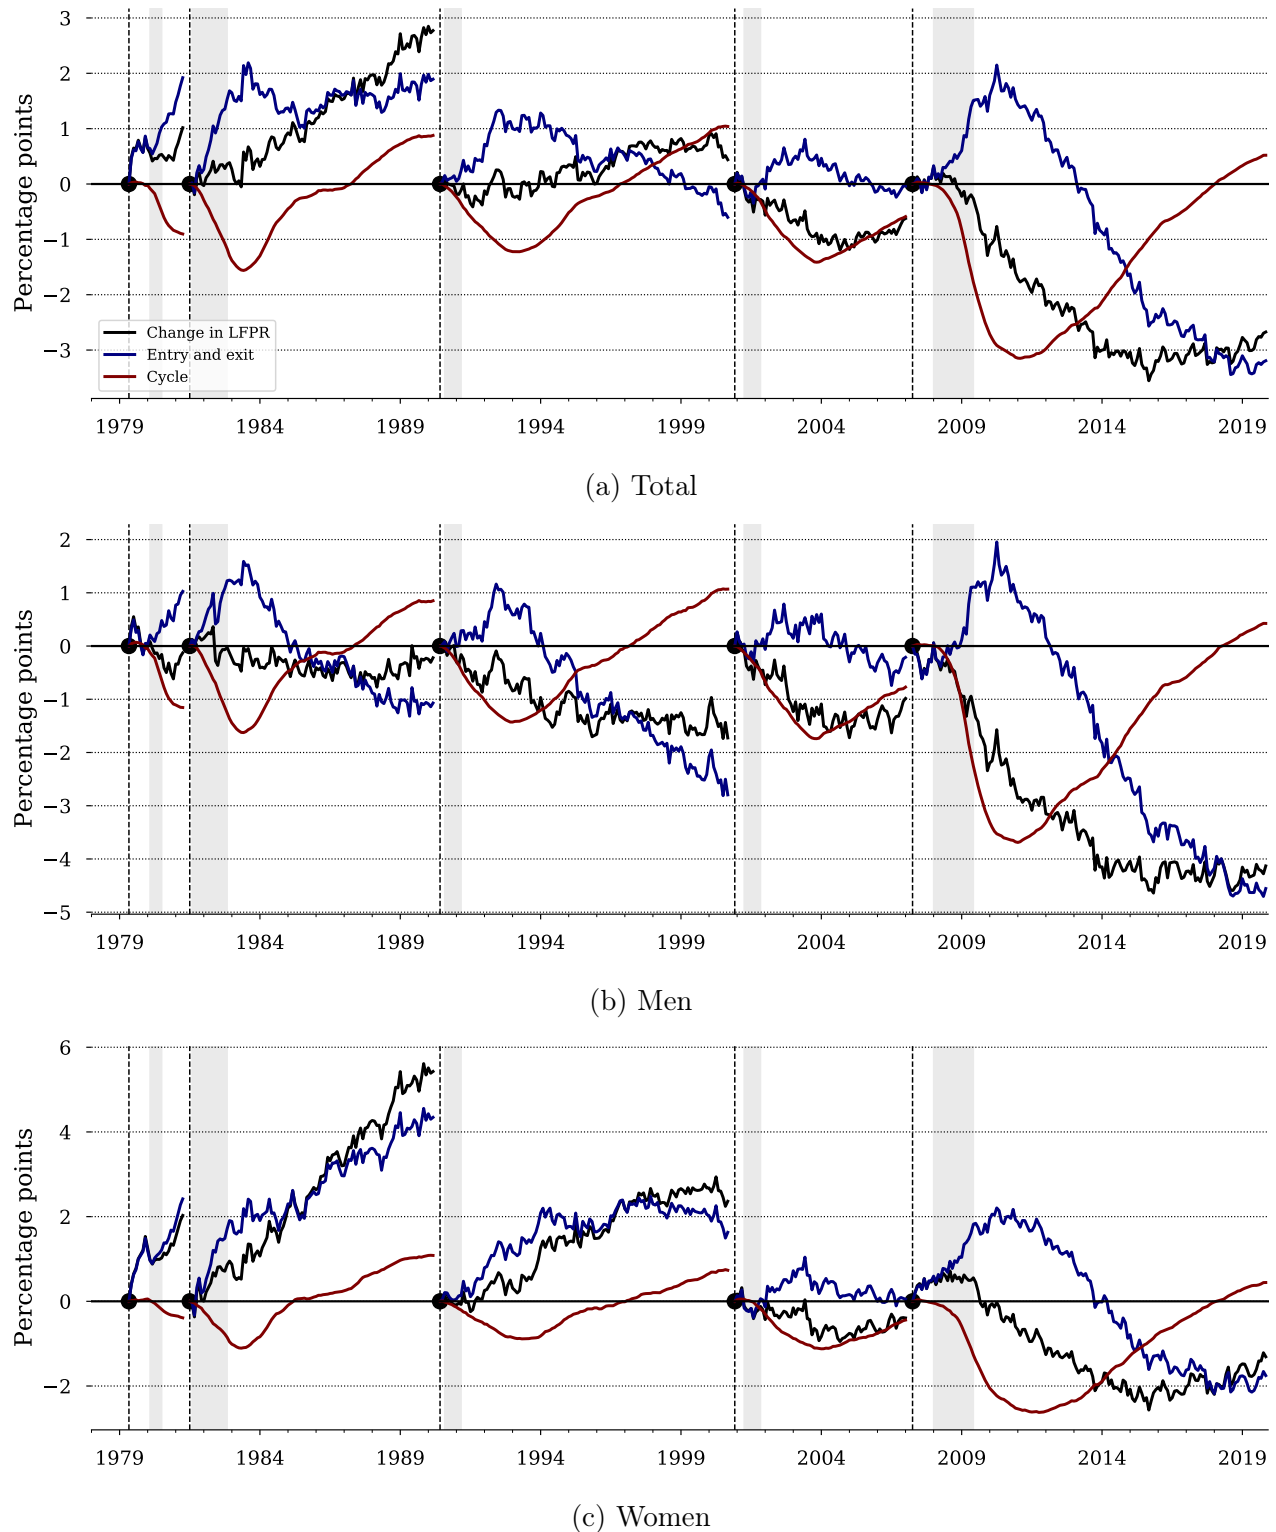 3
2
1
0
−1
−2
−3
Percentage points
Change in LFPR
Entry and exit
Cycle
1979 1984 1989 1994 1999 2004 2009 2014 2019
(a) Total
2
1
0
−1
−2
−3
−4
−5
Percentage points
1979 1984 1989 1994 1999 2004 2009 2014 2019
(b) Men
6
4
2
0
−2
Percentage points
1979 1984 1989 1994 1999 2004 2009 2014 2019
(c) Women